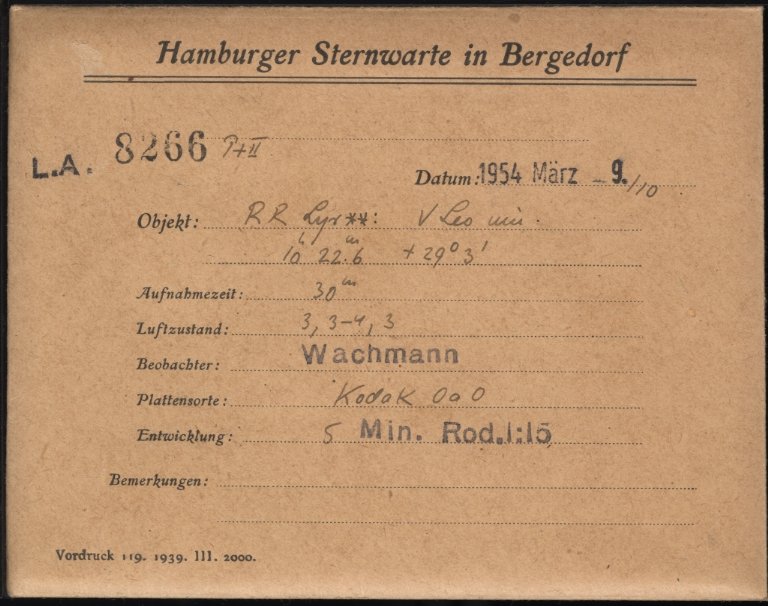 Hamburger Sternwarte in Bergedorf
L.A. 8266 P+II
Datum: 1954 März - 9./10
Objekt: RR Lyr **: V Leo min.
10h 22m.6 + 29° 3'
Aufnahmezeit: 30m
Luftzustand: 3, 3-4, 3
Beobachter: Wachmann
Plattensorte: Kodak OaO
Entwicklung: 5 Min. Rod.1:15
Bemerkungen:
Vordruck 119. 1939. III. 2000.